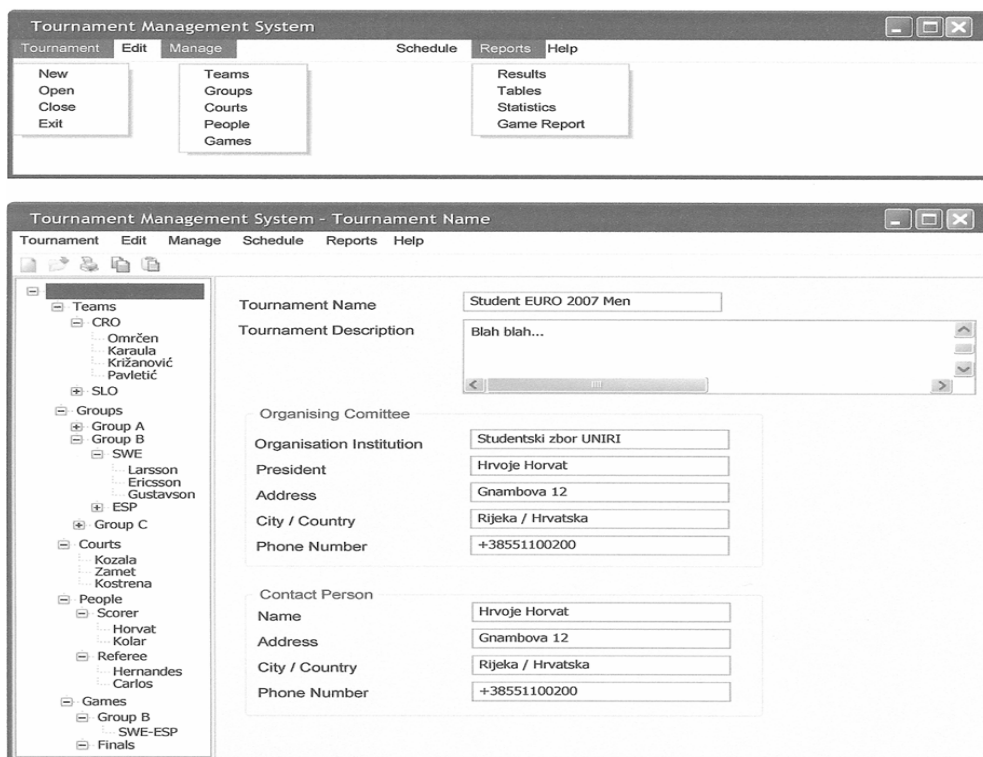 Tournament Management System
Tournament Edit Manage Schedule Reports Help
New Teams Results
Open Groups Tables
Close Courts Statistics
Exit People Game Report
Games
Tournament Management System - Tournament Name
Tournament Edit Manage Schedule Reports Help
Teams
CRO
Omrčen
Karaula
Križanović
Pavletić
SLO
Groups
Group A
Group B
SWE
Larsson
Ericsson
Gustavson
ESP
Group C
Courts
Kozala
Zamet
Kostrena
People
Scorer
Horvat
Kolar
Referee
Hernandes
Carlos
Games
Group B
SWE-ESP
Finals
Tournament Name Student EURO 2007 Men
Tournament Description Blah blah...
Organising Comittee
Organisation Institution Studentski zbor UNIRI
President Hrvoje Horvat
Address Gnambova 12
City / Country Rijeka / Hrvatska
Phone Number +38551100200
Contact Person
Name Hrvoje Horvat
Address Gnambova 12
City / Country Rijeka / Hrvatska
Phone Number +38551100200